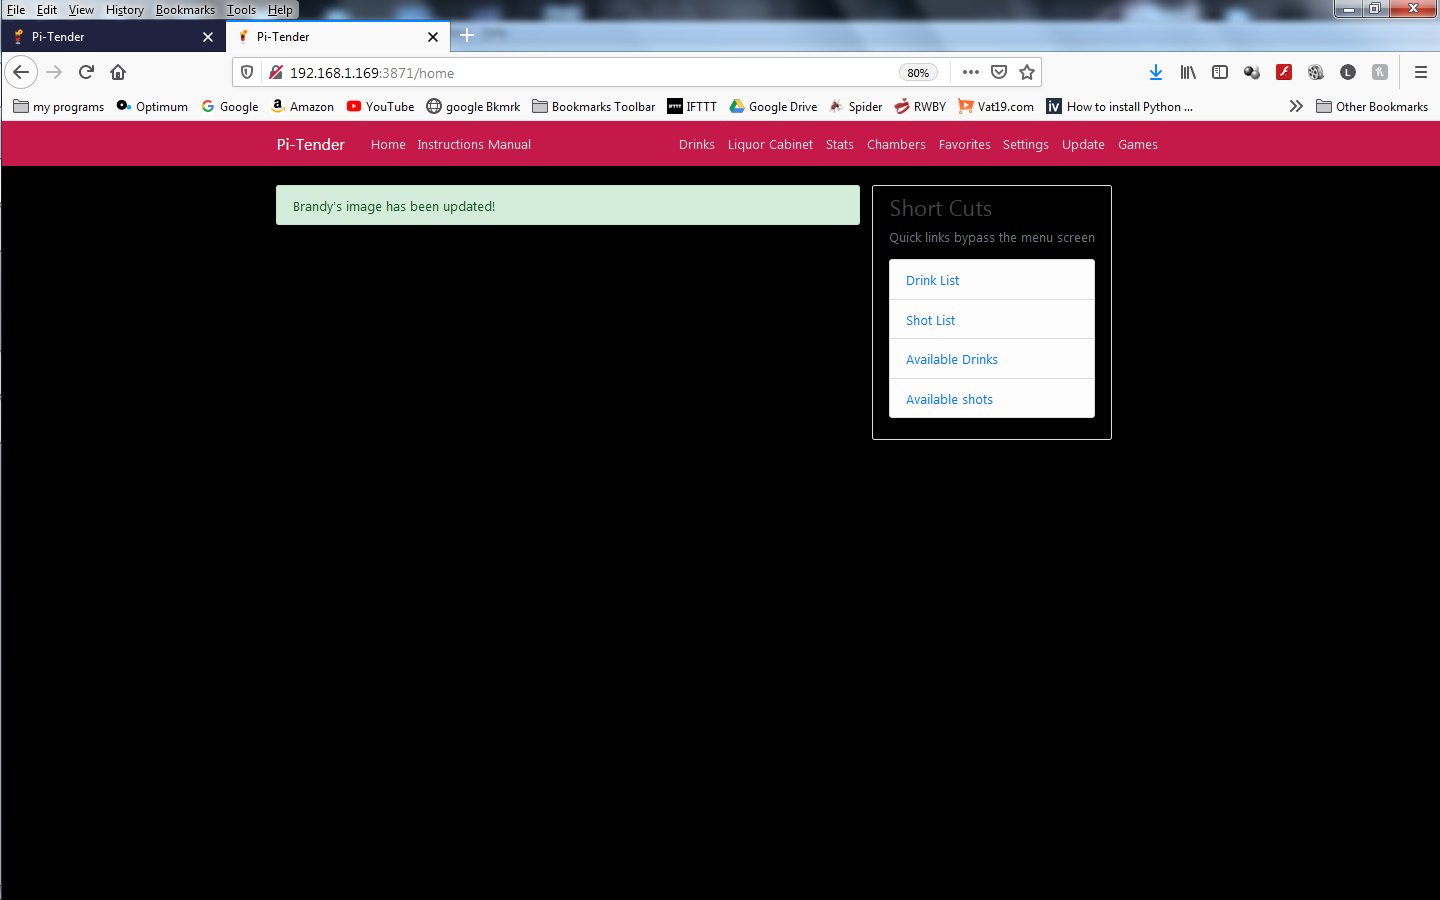 File Edit View History Bookmarks Tools Help
Pi-Tender Pi-Tender
192.168.1.169:3871/home 80%
my programs Optimum Google Amazon YouTube google Bkmrk Bookmarks Toolbar IFTTT Google Drive Spider RWBY Vat19.com How to install Python ... Other Bookmarks
Pi-Tender Home Instructions Manual Drinks Liquor Cabinet Stats Chambers Favorites Settings Update Games
Brandy's image has been updated!
Short Cuts
Quick links bypass the menu screen
Drink List
Shot List
Available Drinks
Available shots